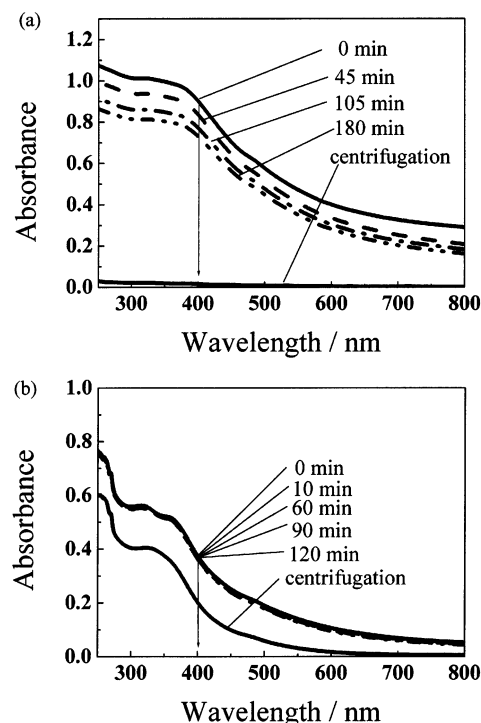 (a)
1.2
1.0
0.8
0.6
0.4
0.2
0.0
Absorbance
0 min
45 min
105 min
180 min
centrifugation
300 400 500 600 700 800
Wavelength / nm
(b)
1.0
0.8
0.6
0.4
0.2
0.0
Absorbance
0 min
10 min
60 min
90 min
120 min
centrifugation
300 400 500 600 700 800
Wavelength / nm